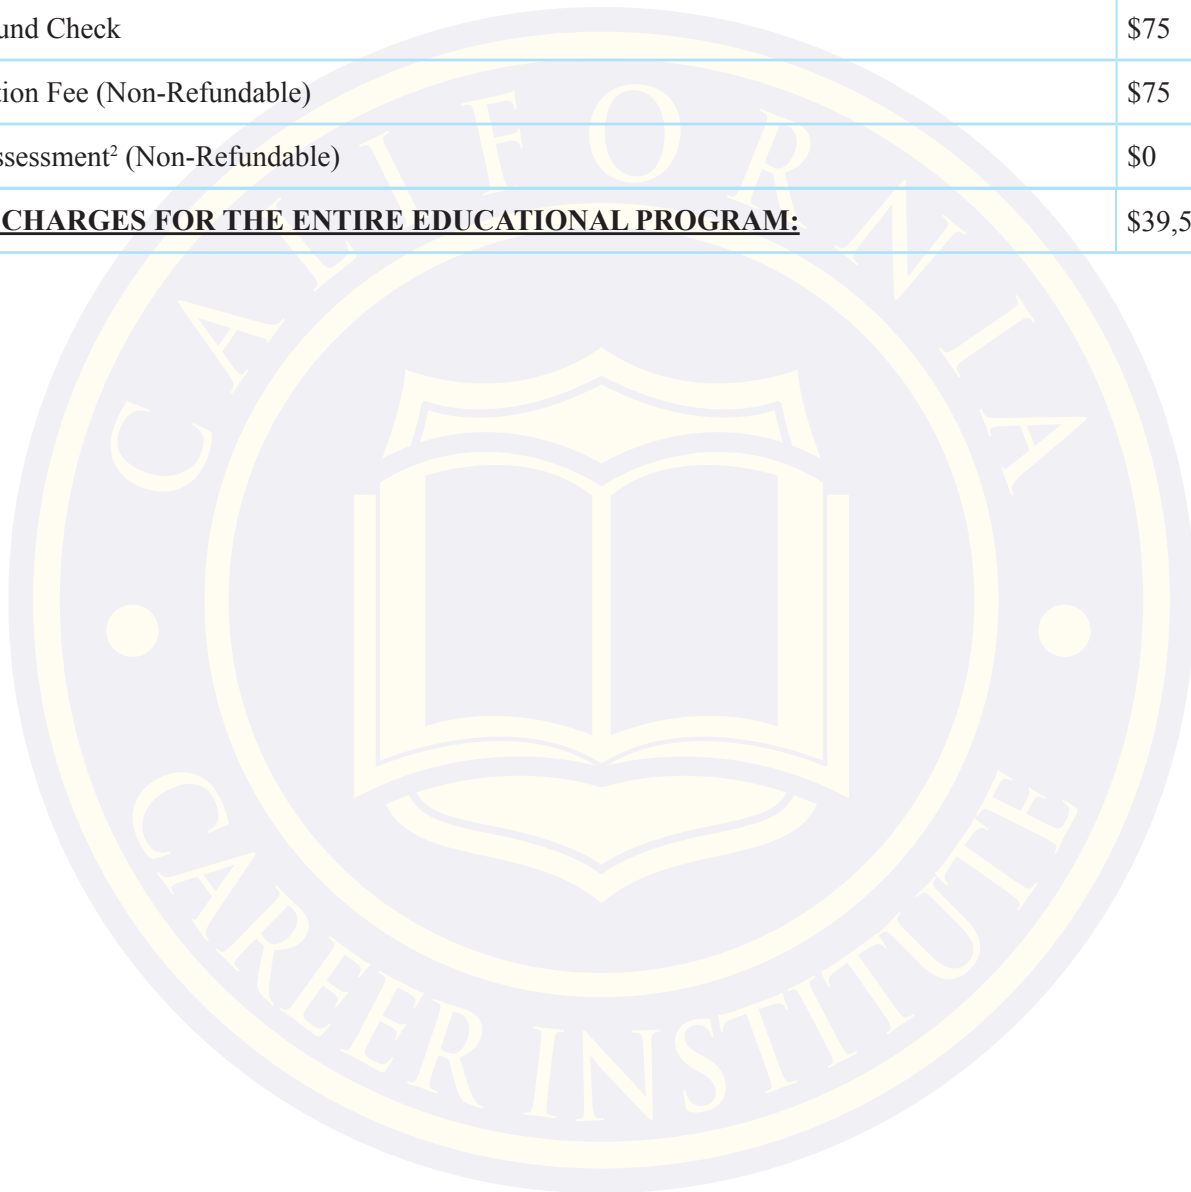 und Check $75
tion Fee (Non-Refundable) $75
ssessment² (Non-Refundable) $0
CHARGES FOR THE ENTIRE EDUCATIONAL PROGRAM: $39,5
CALIFORNIA
CAREER INSTITUTE